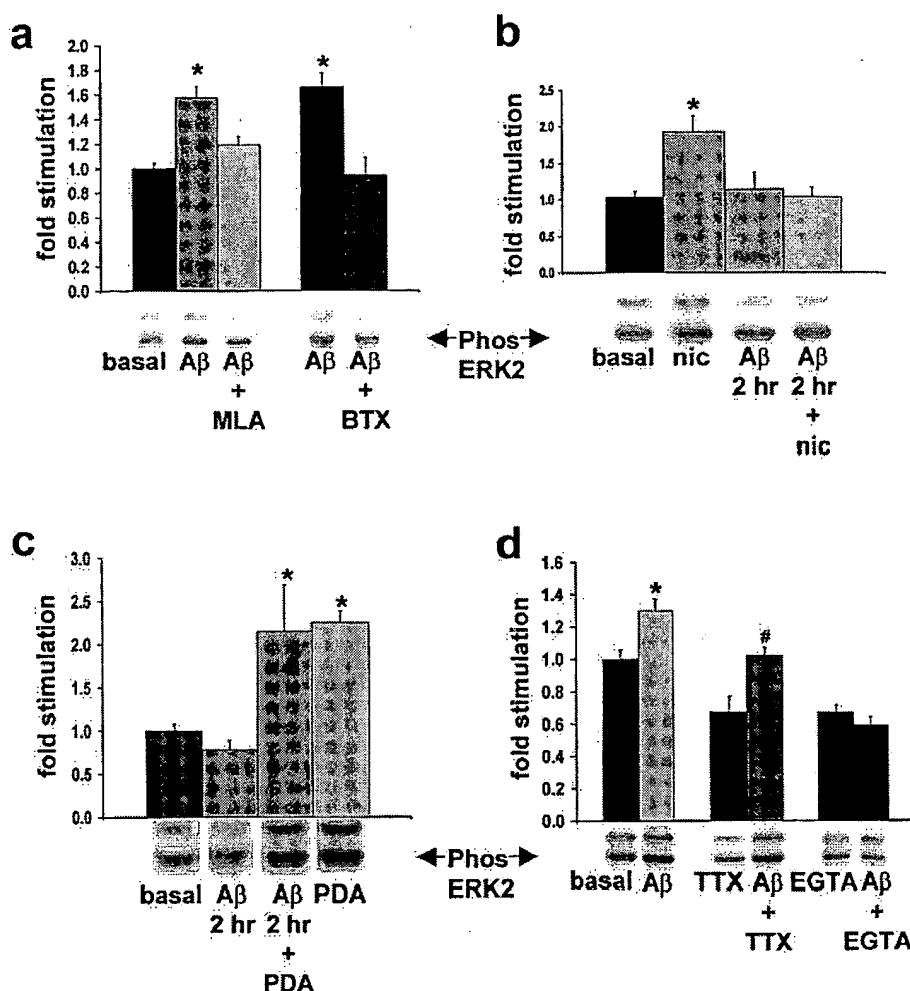 a
fold stimulation
2.0
1.8
1.6
1.4
1.2
1.0
0.8
0.6
0.4
0.2
0.0
*
*
basal Aβ Aβ Aβ Aβ
+ +
MLA BTX
b
fold stimulation
2.5
2.0
1.5
1.0
0.5
0.0
*
basal nic Aβ Aβ
2 hr 2 hr
+
nic
Phos
ERK2
c
fold stimulation
3.0
2.5
2.0
1.5
1.0
0.5
0.0
*
*
basal Aβ Aβ PDA
2 hr 2 hr
+
PDA
d
fold stimulation
1.6
1.4
1.2
1.0
0.8
0.6
0.4
0.2
0.0
*
#
basal Aβ TTX Aβ EGTA Aβ
+ +
TTX EGTA
Phos
ERK2